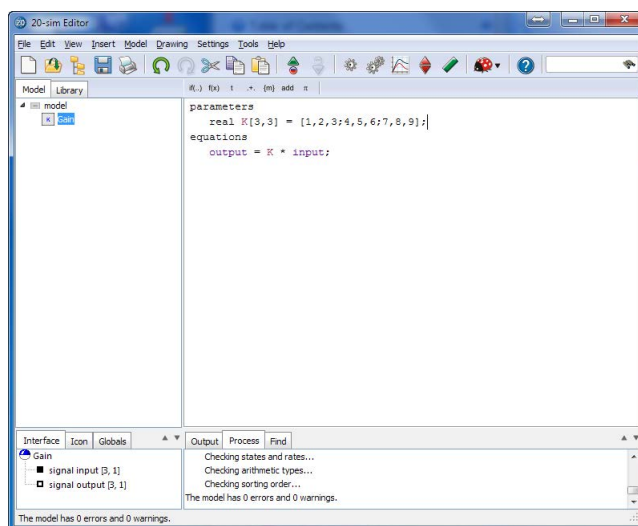 20-sim Editor
File Edit View Insert Model Drawing Settings Tools Help
Model Library
if(..) f(x) t .+. {m} add π
model
K Gain
parameters
real K[3,3] = [1,2,3;4,5,6;7,8,9];
equations
output = K * input;
Interface Icon Globals
Output Process Find
Gain
signal input [3, 1]
signal output [3, 1]
Checking states and rates...
Checking arithmetic types...
Checking sorting order...
The model has 0 errors and 0 warnings.
The model has 0 errors and 0 warnings.